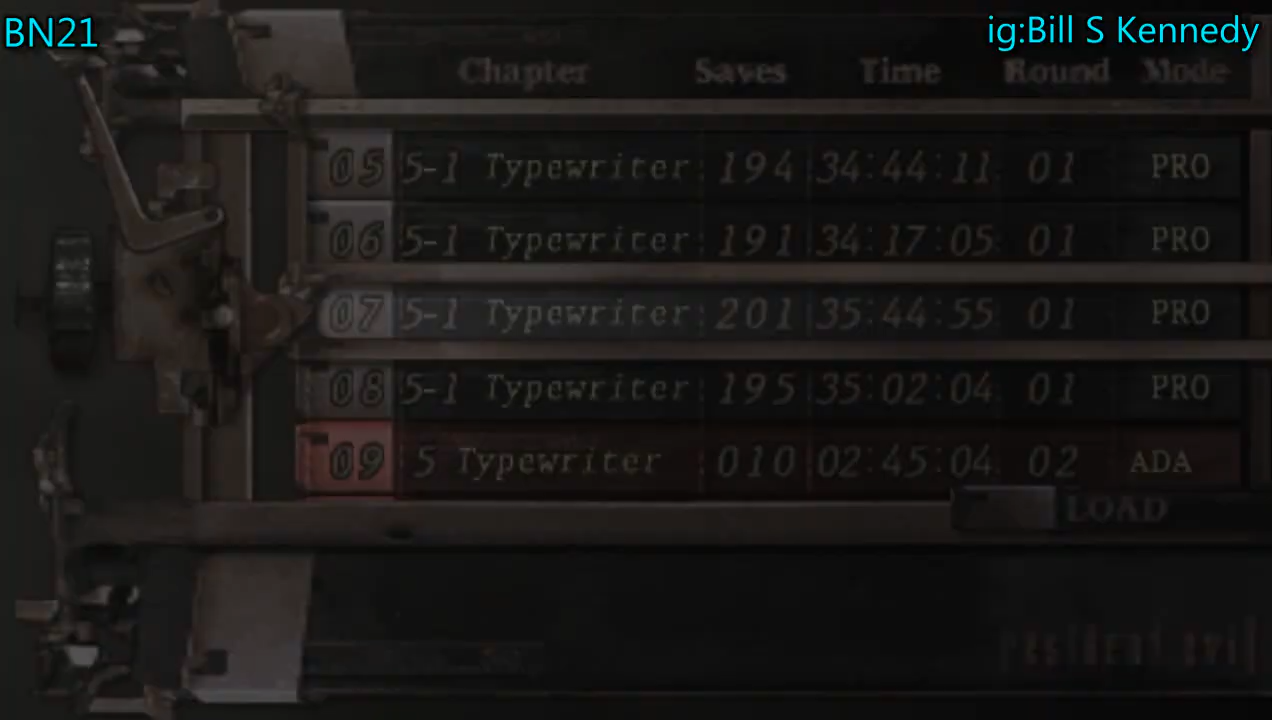 BN21
ig:Bill S Kennedy
Chapter Saves Time Round Mode
05 5-1 Typewriter 194 34:44:11 01 PRO
06 5-1 Typewriter 191 34:17:05 01 PRO
07 5-1 Typewriter 201 35:44:55 01 PRO
08 5-1 Typewriter 195 35:02:04 01 PRO
09 5 Typewriter 010 02:45:04 02 ADA
LOAD
resident evil